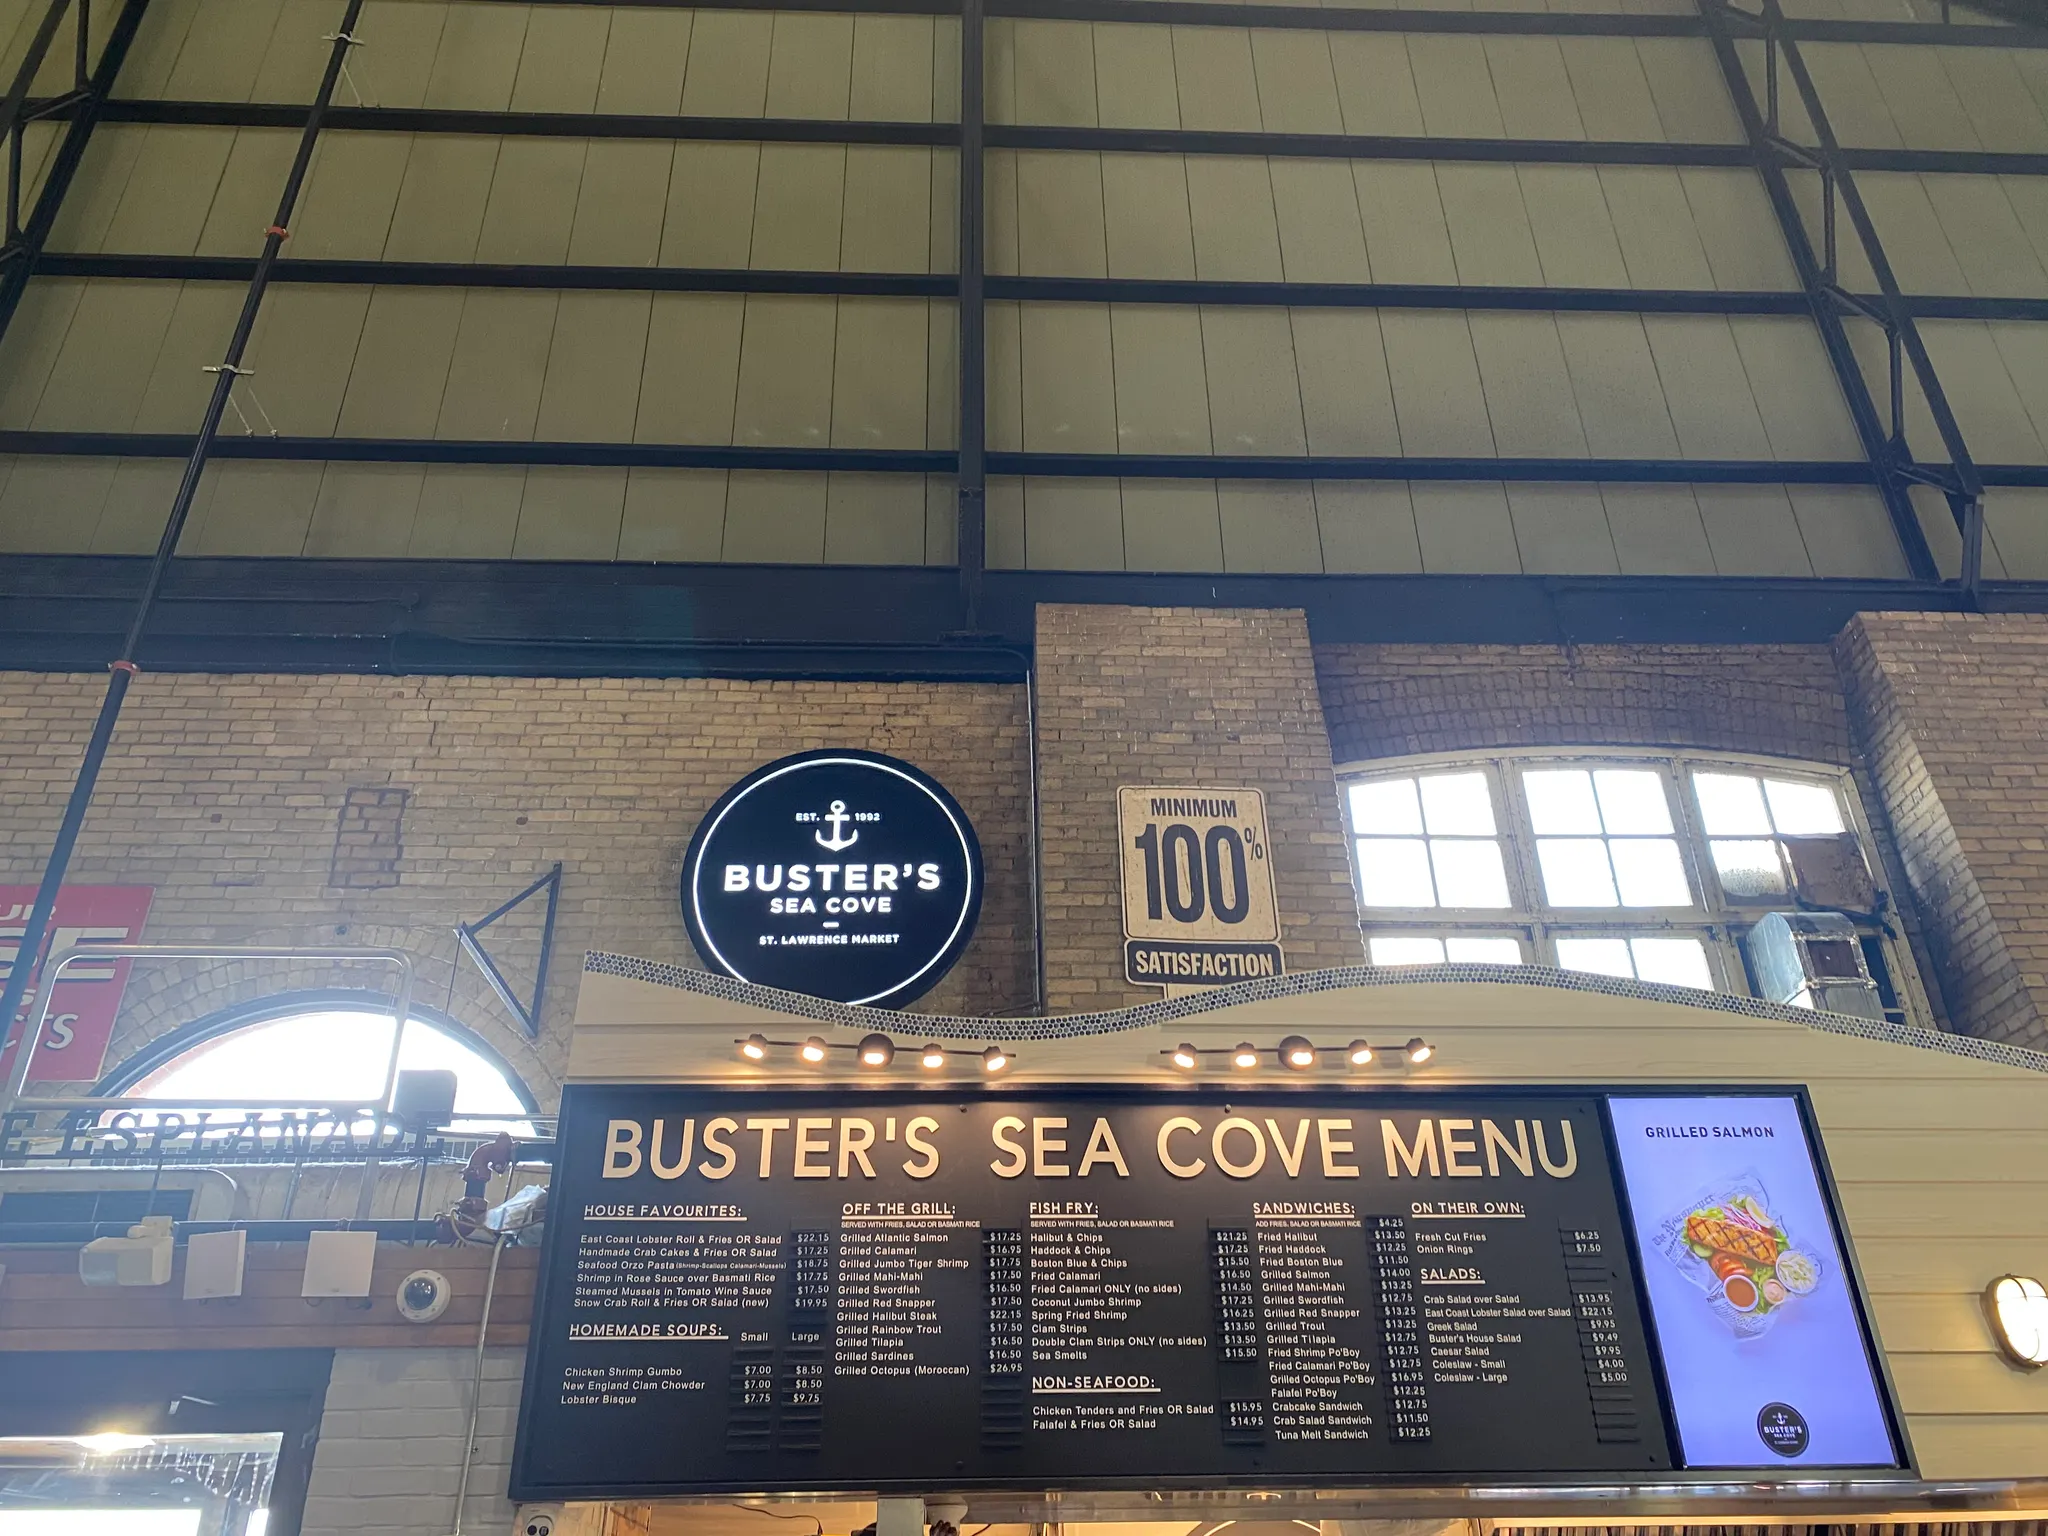 EST. 1992
BUSTER'S
SEA COVE
ST. LAWRENCE MARKET
MINIMUM
100%
SATISFACTION
ESPLANADE
BUSTER'S SEA COVE MENU
HOUSE FAVOURITES:
East Coast Lobster Roll & Fries OR Salad $22.15
Handmade Crab Cakes & Fries OR Salad $17.25
Seafood Orzo Pasta (Shrimp-Scallops Calamari-Mussels) $18.75
Shrimp in Rose Sauce over Basmati Rice $17.75
Steamed Mussels in Tomato Wine Sauce $17.50
Snow Crab Roll & Fries OR Salad (new) $19.95
HOMEMADE SOUPS: Small Large
Chicken Shrimp Gumbo $7.00 $8.50
New England Clam Chowder $7.00 $8.50
Lobster Bisque $7.75 $9.75
OFF THE GRILL:
SERVED WITH FRIES, SALAD OR BASMATI RICE
Grilled Atlantic Salmon $17.25
Grilled Calamari $16.95
Grilled Jumbo Tiger Shrimp $17.75
Grilled Mahi-Mahi $17.50
Grilled Swordfish $16.50
Grilled Red Snapper $17.50
Grilled Halibut Steak $22.15
Grilled Rainbow Trout $17.50
Grilled Tilapia $16.50
Grilled Sardines $16.50
Grilled Octopus (Moroccan) $26.95
FISH FRY:
SERVED WITH FRIES, SALAD OR BASMATI RICE
Halibut & Chips $21.25
Haddock & Chips $17.25
Boston Blue & Chips $15.50
Fried Calamari $16.50
Fried Calamari ONLY (no sides) $14.50
Coconut Jumbo Shrimp $17.25
Spring Fried Shrimp $16.25
Clam Strips $13.50
Double Clam Strips ONLY (no sides) $13.50
Sea Smelts $15.50
NON-SEAFOOD:
Chicken Tenders and Fries OR Salad $15.95
Falafel & Fries OR Salad $14.95
SANDWICHES:
ADD FRIES, SALAD OR BASMATI RICE $4.25
Fried Halibut $13.50
Fried Haddock $12.25
Fried Boston Blue $11.50
Grilled Salmon $14.00
Grilled Mahi-Mahi $13.25
Grilled Swordfish $12.75
Grilled Red Snapper $13.25
Grilled Trout $13.25
Grilled Tilapia $12.75
Fried Shrimp Po'Boy $12.75
Fried Calamari Po'Boy $12.75
Grilled Octopus Po'Boy $16.95
Falafel Po'Boy $12.25
Crabcake Sandwich $12.75
Crab Salad Sandwich $11.50
Tuna Melt Sandwich $12.25
ON THEIR OWN:
Fresh Cut Fries $6.25
Onion Rings $7.50
SALADS:
Crab Salad over Salad $13.95
East Coast Lobster Salad over Salad $22.15
Greek Salad $9.95
Buster's House Salad $9.49
Caesar Salad $9.95
Coleslaw - Small $4.00
Coleslaw - Large $5.00
GRILLED SALMON
BUSTER'S
SEA COVE